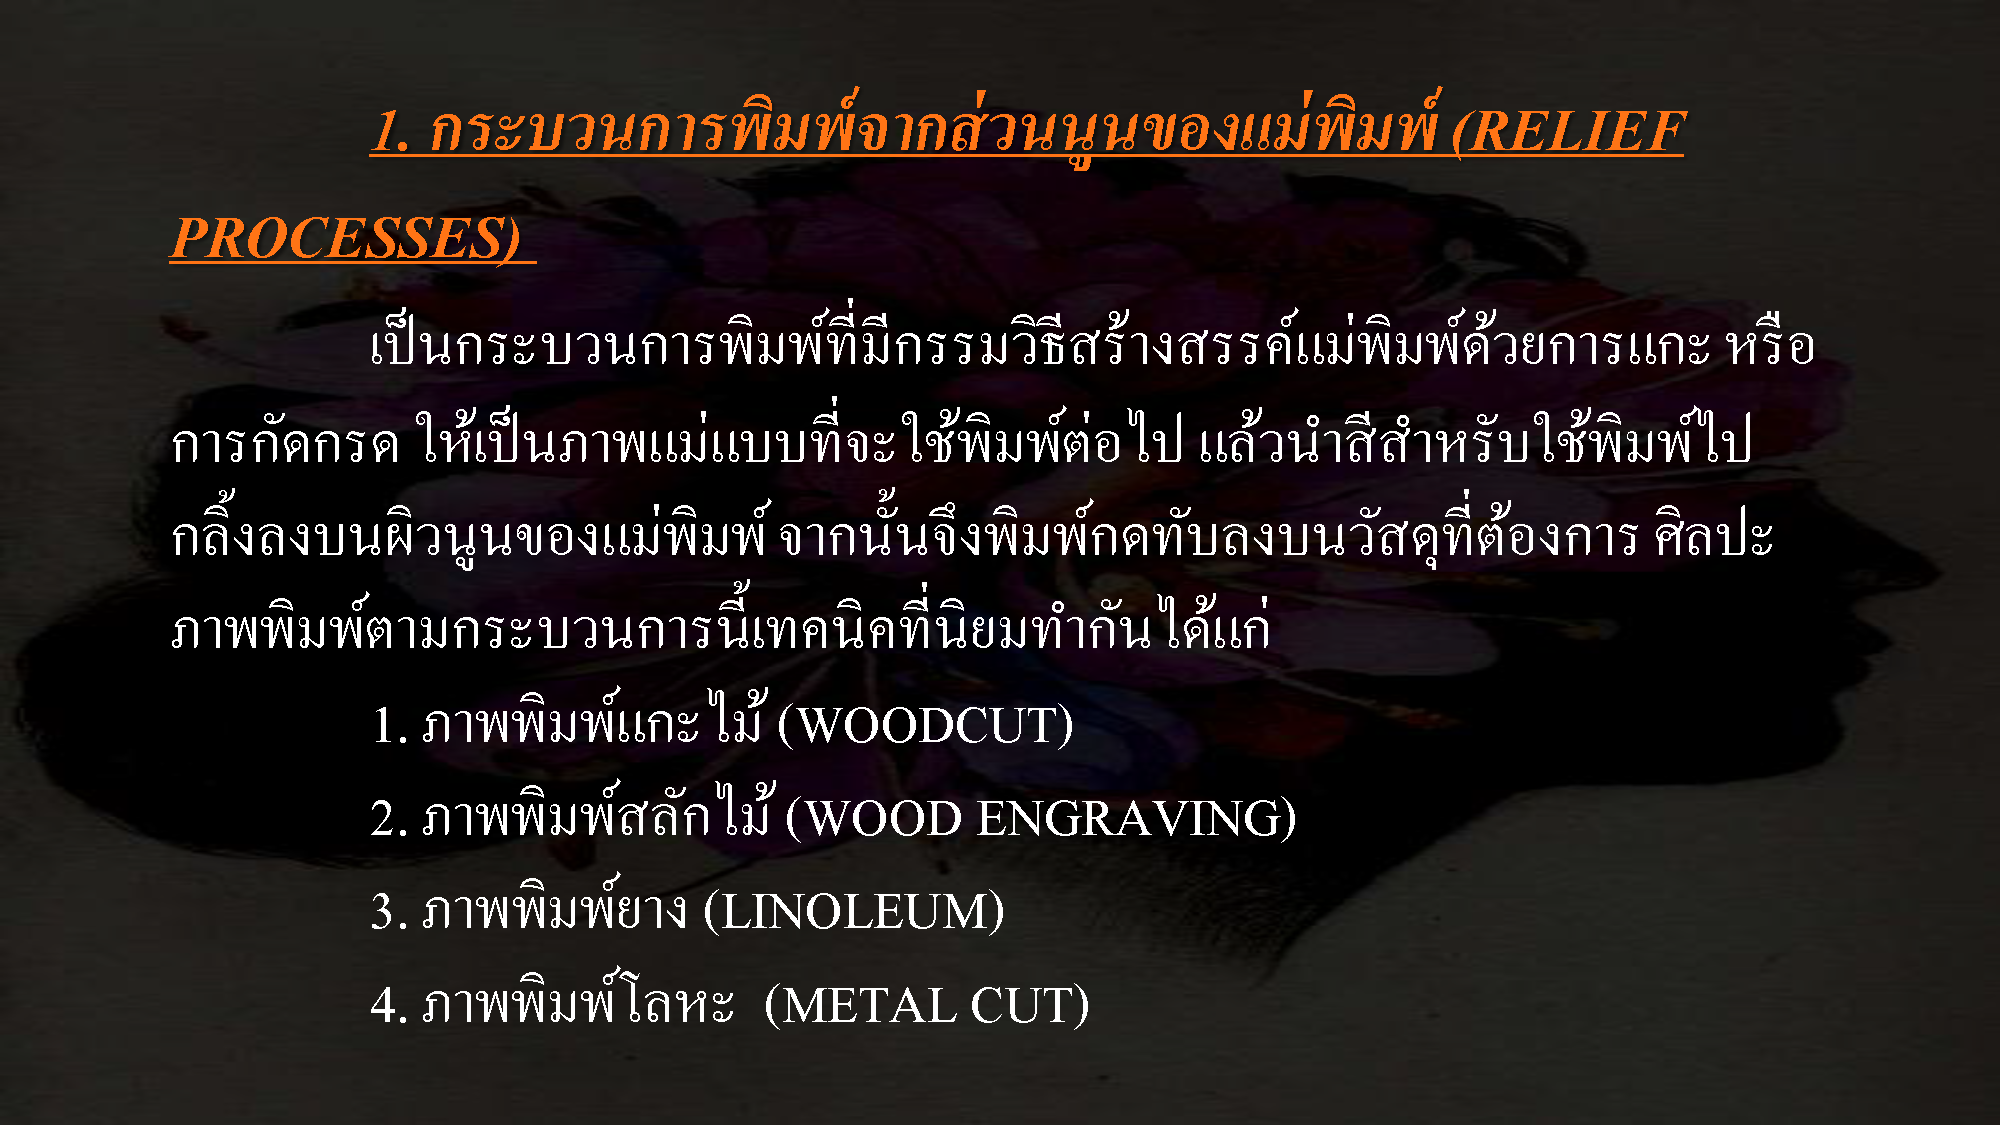 1. กระบวนการพิมพ์จากส่วนนูนของแม่พิมพ์ (RELIEF
PROCESSES)
เป็นกระบวนการพิมพ์ที่มีกรรมวิธีสร้างสรรค์แม่พิมพ์ด้วยการแกะ หรือ
การกัดกรด ให้เป็นภาพแม่แบบที่จะใช้พิมพ์ต่อไป แล้วนำสีสำหรับใช้พิมพ์ไป
กลิ้งลงบนผิวนูนของแม่พิมพ์ จากนั้นจึงพิมพ์กดทับลงบนวัสดุที่ต้องการ ศิลปะ
ภาพพิมพ์ตามกระบวนการนี้เทคนิคที่นิยมทำกันได้แก่
1. ภาพพิมพ์แกะไม้ (WOODCUT)
2. ภาพพิมพ์สลักไม้ (WOOD ENGRAVING)
3. ภาพพิมพ์ยาง (LINOLEUM)
4. ภาพพิมพ์โลหะ (METAL CUT)